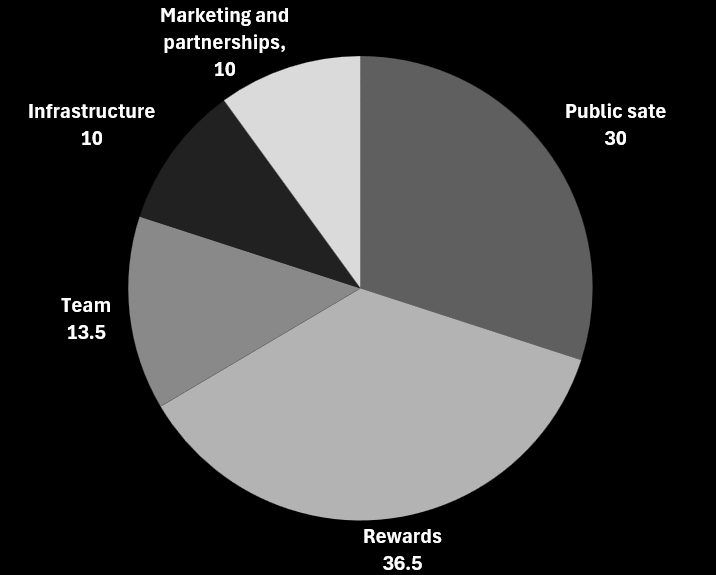 Marketing and
partnerships,
10
Infrastructure
10
Public sate
30
Team
13.5
Rewards
36.5